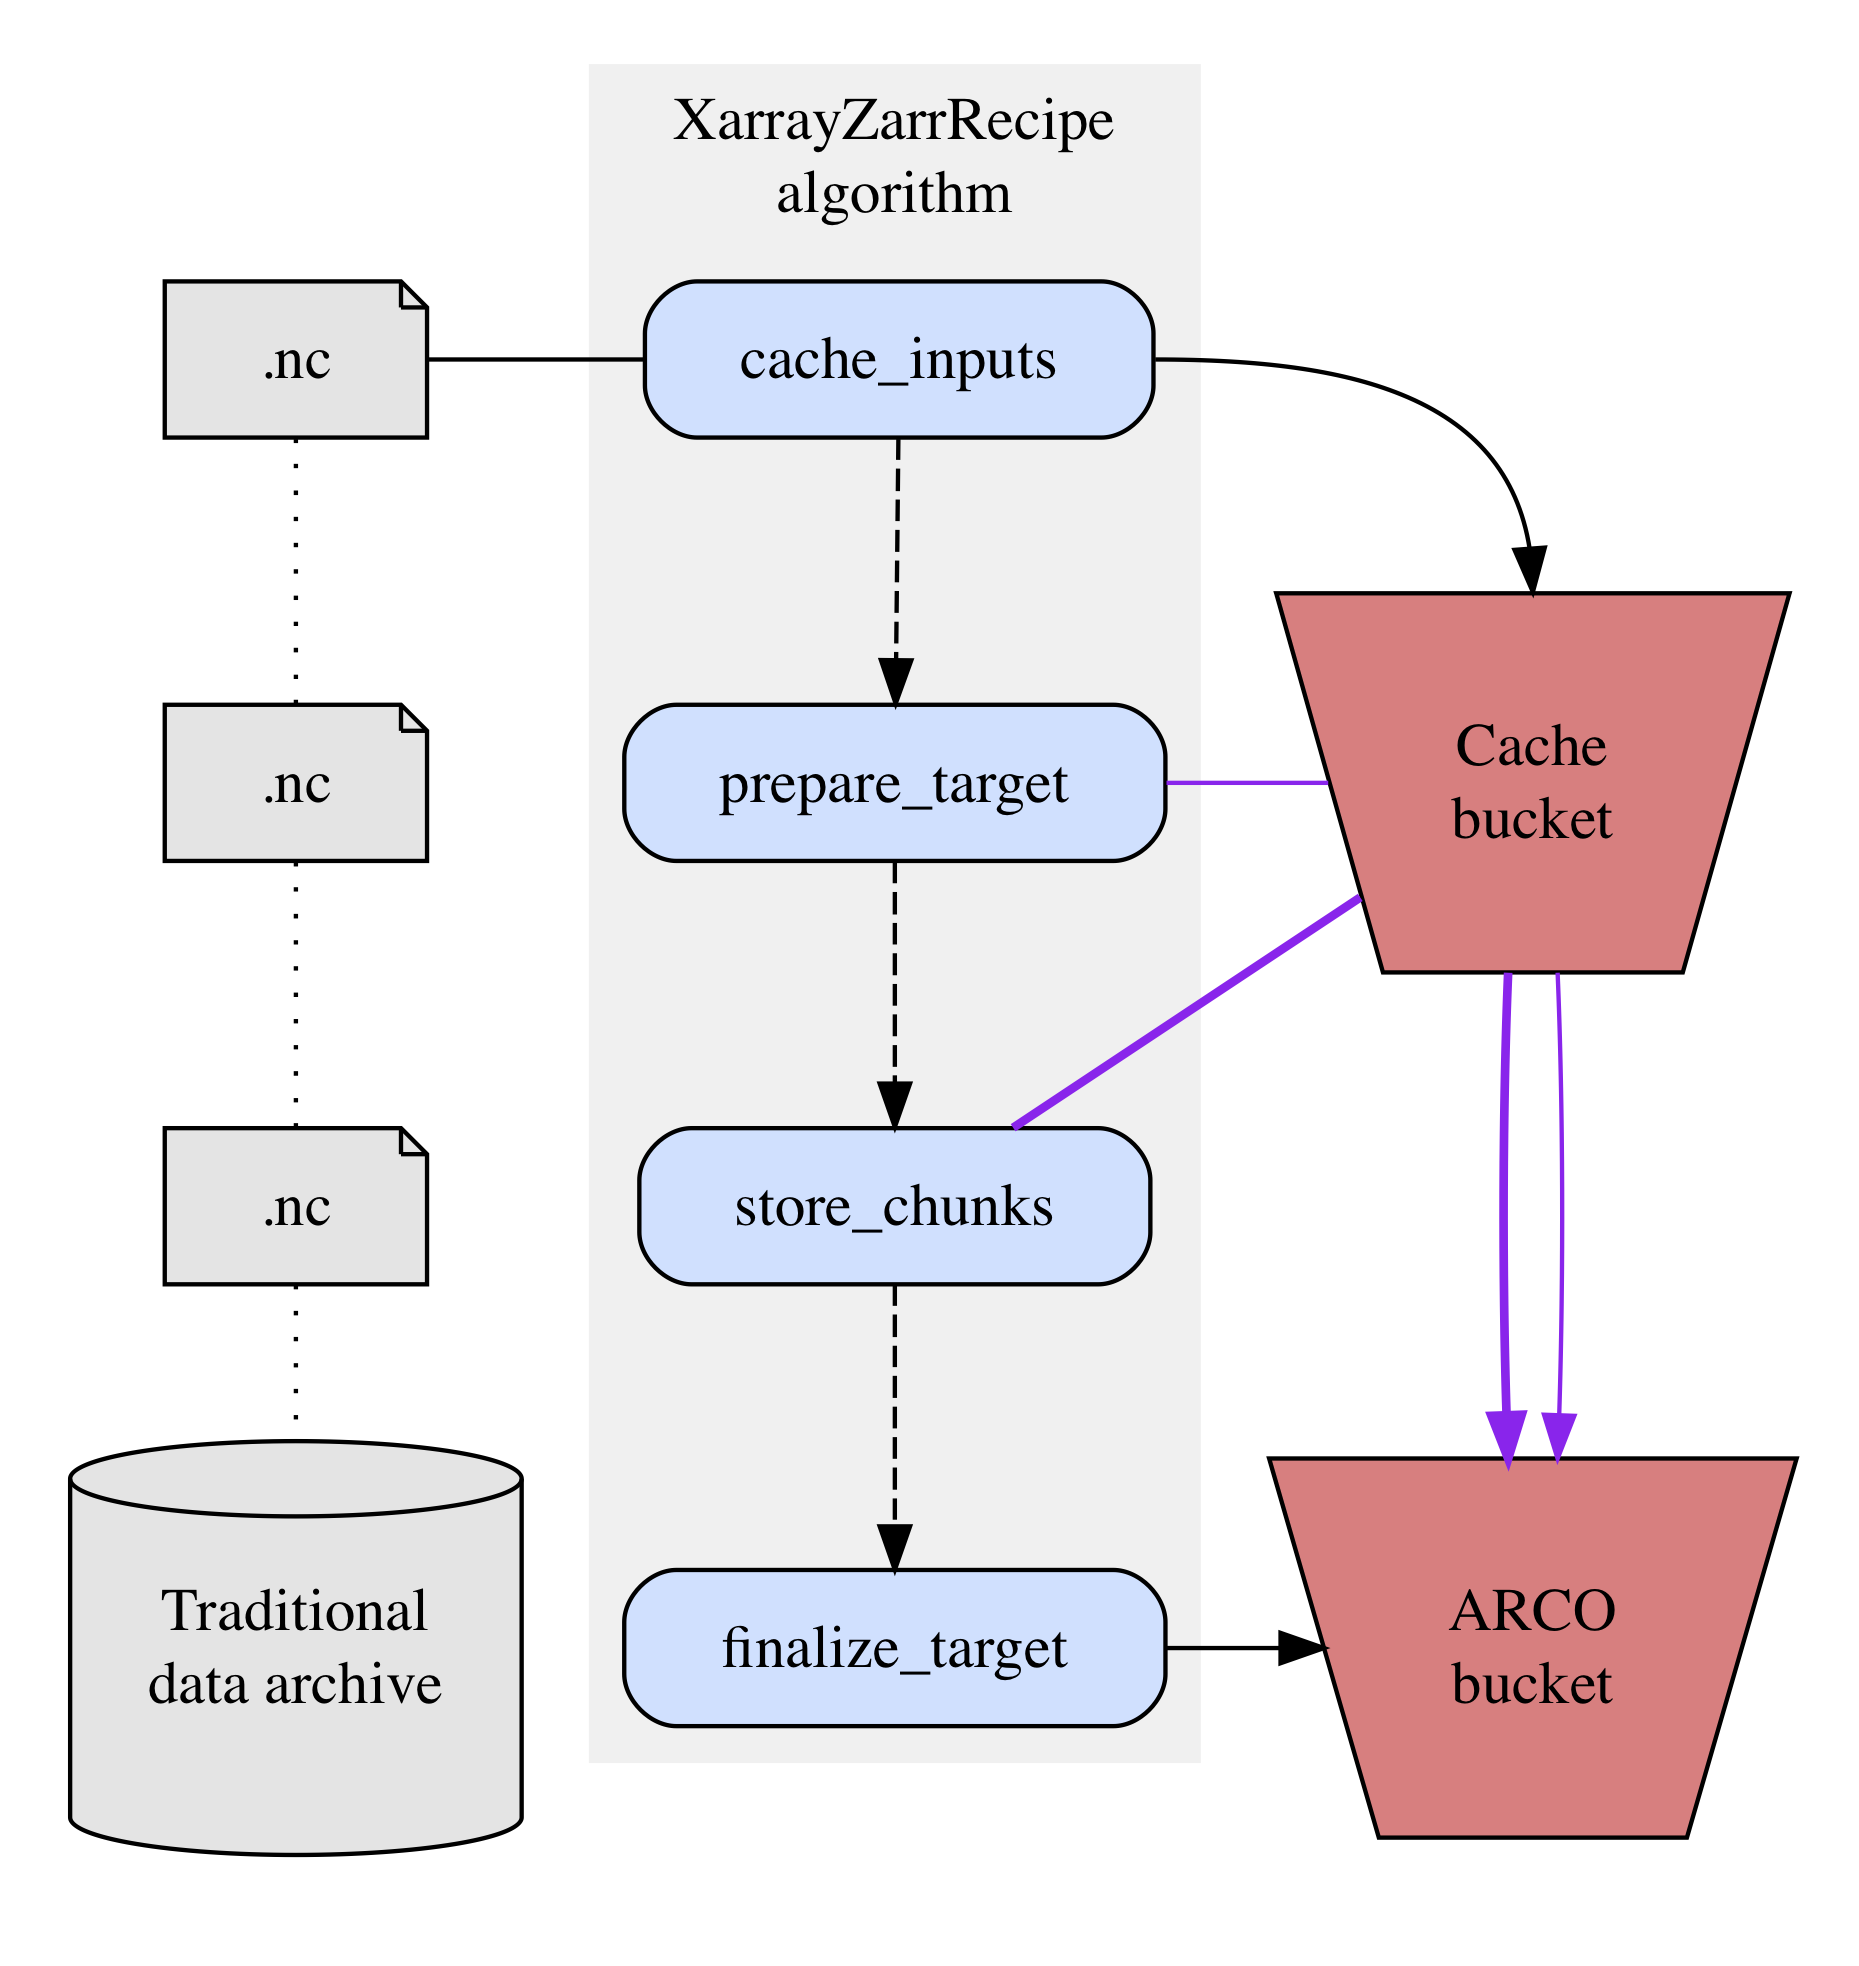 XarrayZarrRecipe
algorithm
.nc
cache_inputs
.nc
prepare_target
Cache
bucket
.nc
store_chunks
Traditional
data archive
finalize_target
ARCO
bucket